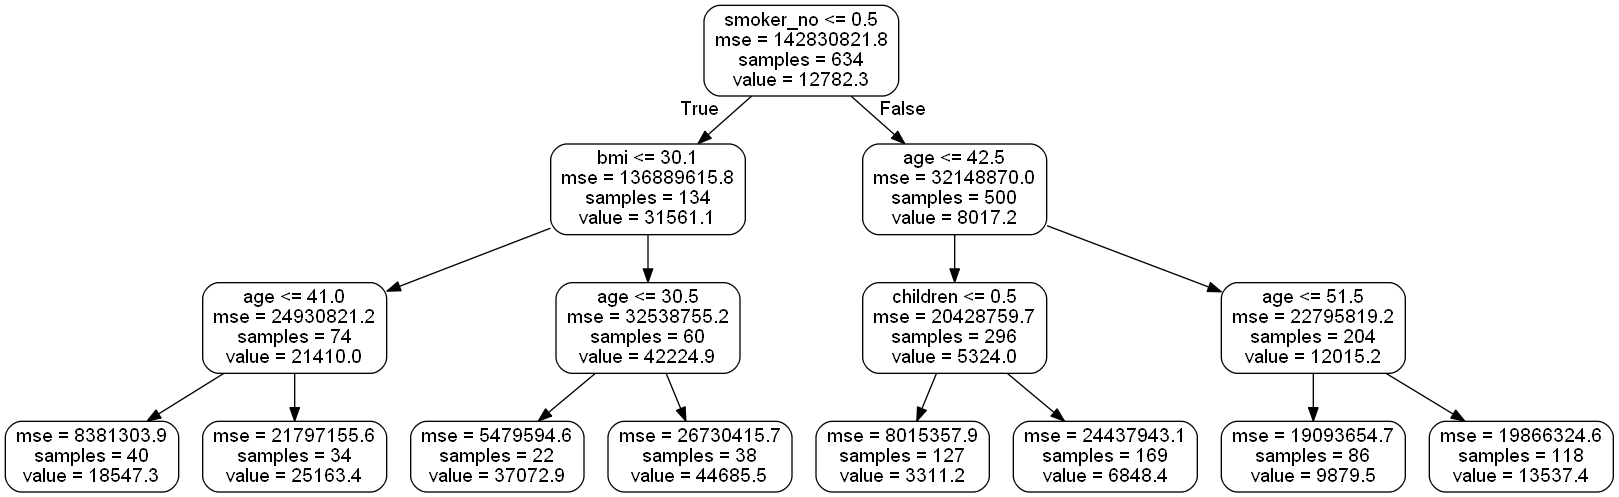 smoker_no <= 0.5
mse = 142830821.8
samples = 634
value = 12782.3
True
False
bmi <= 30.1
mse = 136889615.8
samples = 134
value = 31561.1
age <= 42.5
mse = 32148870.0
samples = 500
value = 8017.2
age <= 41.0
mse = 24930821.2
samples = 74
value = 21410.0
age <= 30.5
mse = 32538755.2
samples = 60
value = 42224.9
children <= 0.5
mse = 20428759.7
samples = 296
value = 5324.0
age <= 51.5
mse = 22795819.2
samples = 204
value = 12015.2
mse = 8381303.9
samples = 40
value = 18547.3
mse = 21797155.6
samples = 34
value = 25163.4
mse = 5479594.6
samples = 22
value = 37072.9
mse = 26730415.7
samples = 38
value = 44685.5
mse = 8015357.9
samples = 127
value = 3311.2
mse = 24437943.1
samples = 169
value = 6848.4
mse = 19093654.7
samples = 86
value = 9879.5
mse = 19866324.6
samples = 118
value = 13537.4